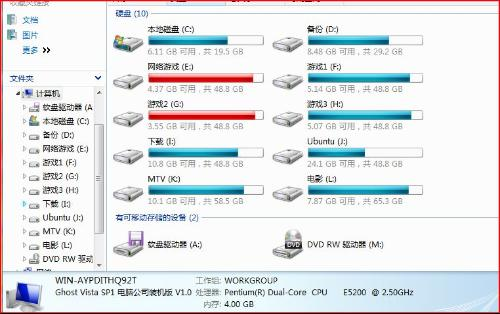 收藏夹链接
文档
图片
更多 »
文件夹
计算机
软盘驱动器 (A
本地磁盘 (C:)
备份 (D:)
网络游戏 (E:)
游戏1 (F:)
游戏2 (G:)
游戏3 (H:)
下载 (I:)
Ubuntu (J:)
MTV (K:)
电影 (L:)
DVD RW 驱动
硬盘 (10)
本地磁盘 (C:)
6.11 GB 可用，共 19.5 GB
备份 (D:)
8.48 GB 可用，共 29.2 GB
网络游戏 (E:)
4.37 GB 可用，共 48.8 GB
游戏1 (F:)
5.14 GB 可用，共 48.8 GB
游戏2 (G:)
3.55 GB 可用，共 48.8 GB
游戏3 (H:)
5.07 GB 可用，共 48.8 GB
下载 (I:)
10.8 GB 可用，共 48.8 GB
Ubuntu (J:)
24.1 GB 可用，共 48.8 GB
MTV (K:)
10.1 GB 可用，共 58.5 GB
电影 (L:)
7.87 GB 可用，共 65.3 GB
有可移动存储的设备 (2)
软盘驱动器 (A:)
DVD RW 驱动器 (M:)
WIN-AYPDITHQ92T
工作组: WORKGROUP
Ghost Vista SP1 电脑公司装机版 V1.0
处理器: Pentium(R) Dual-Core CPU E5200 @ 2.50GHz
内存: 4.00 GB